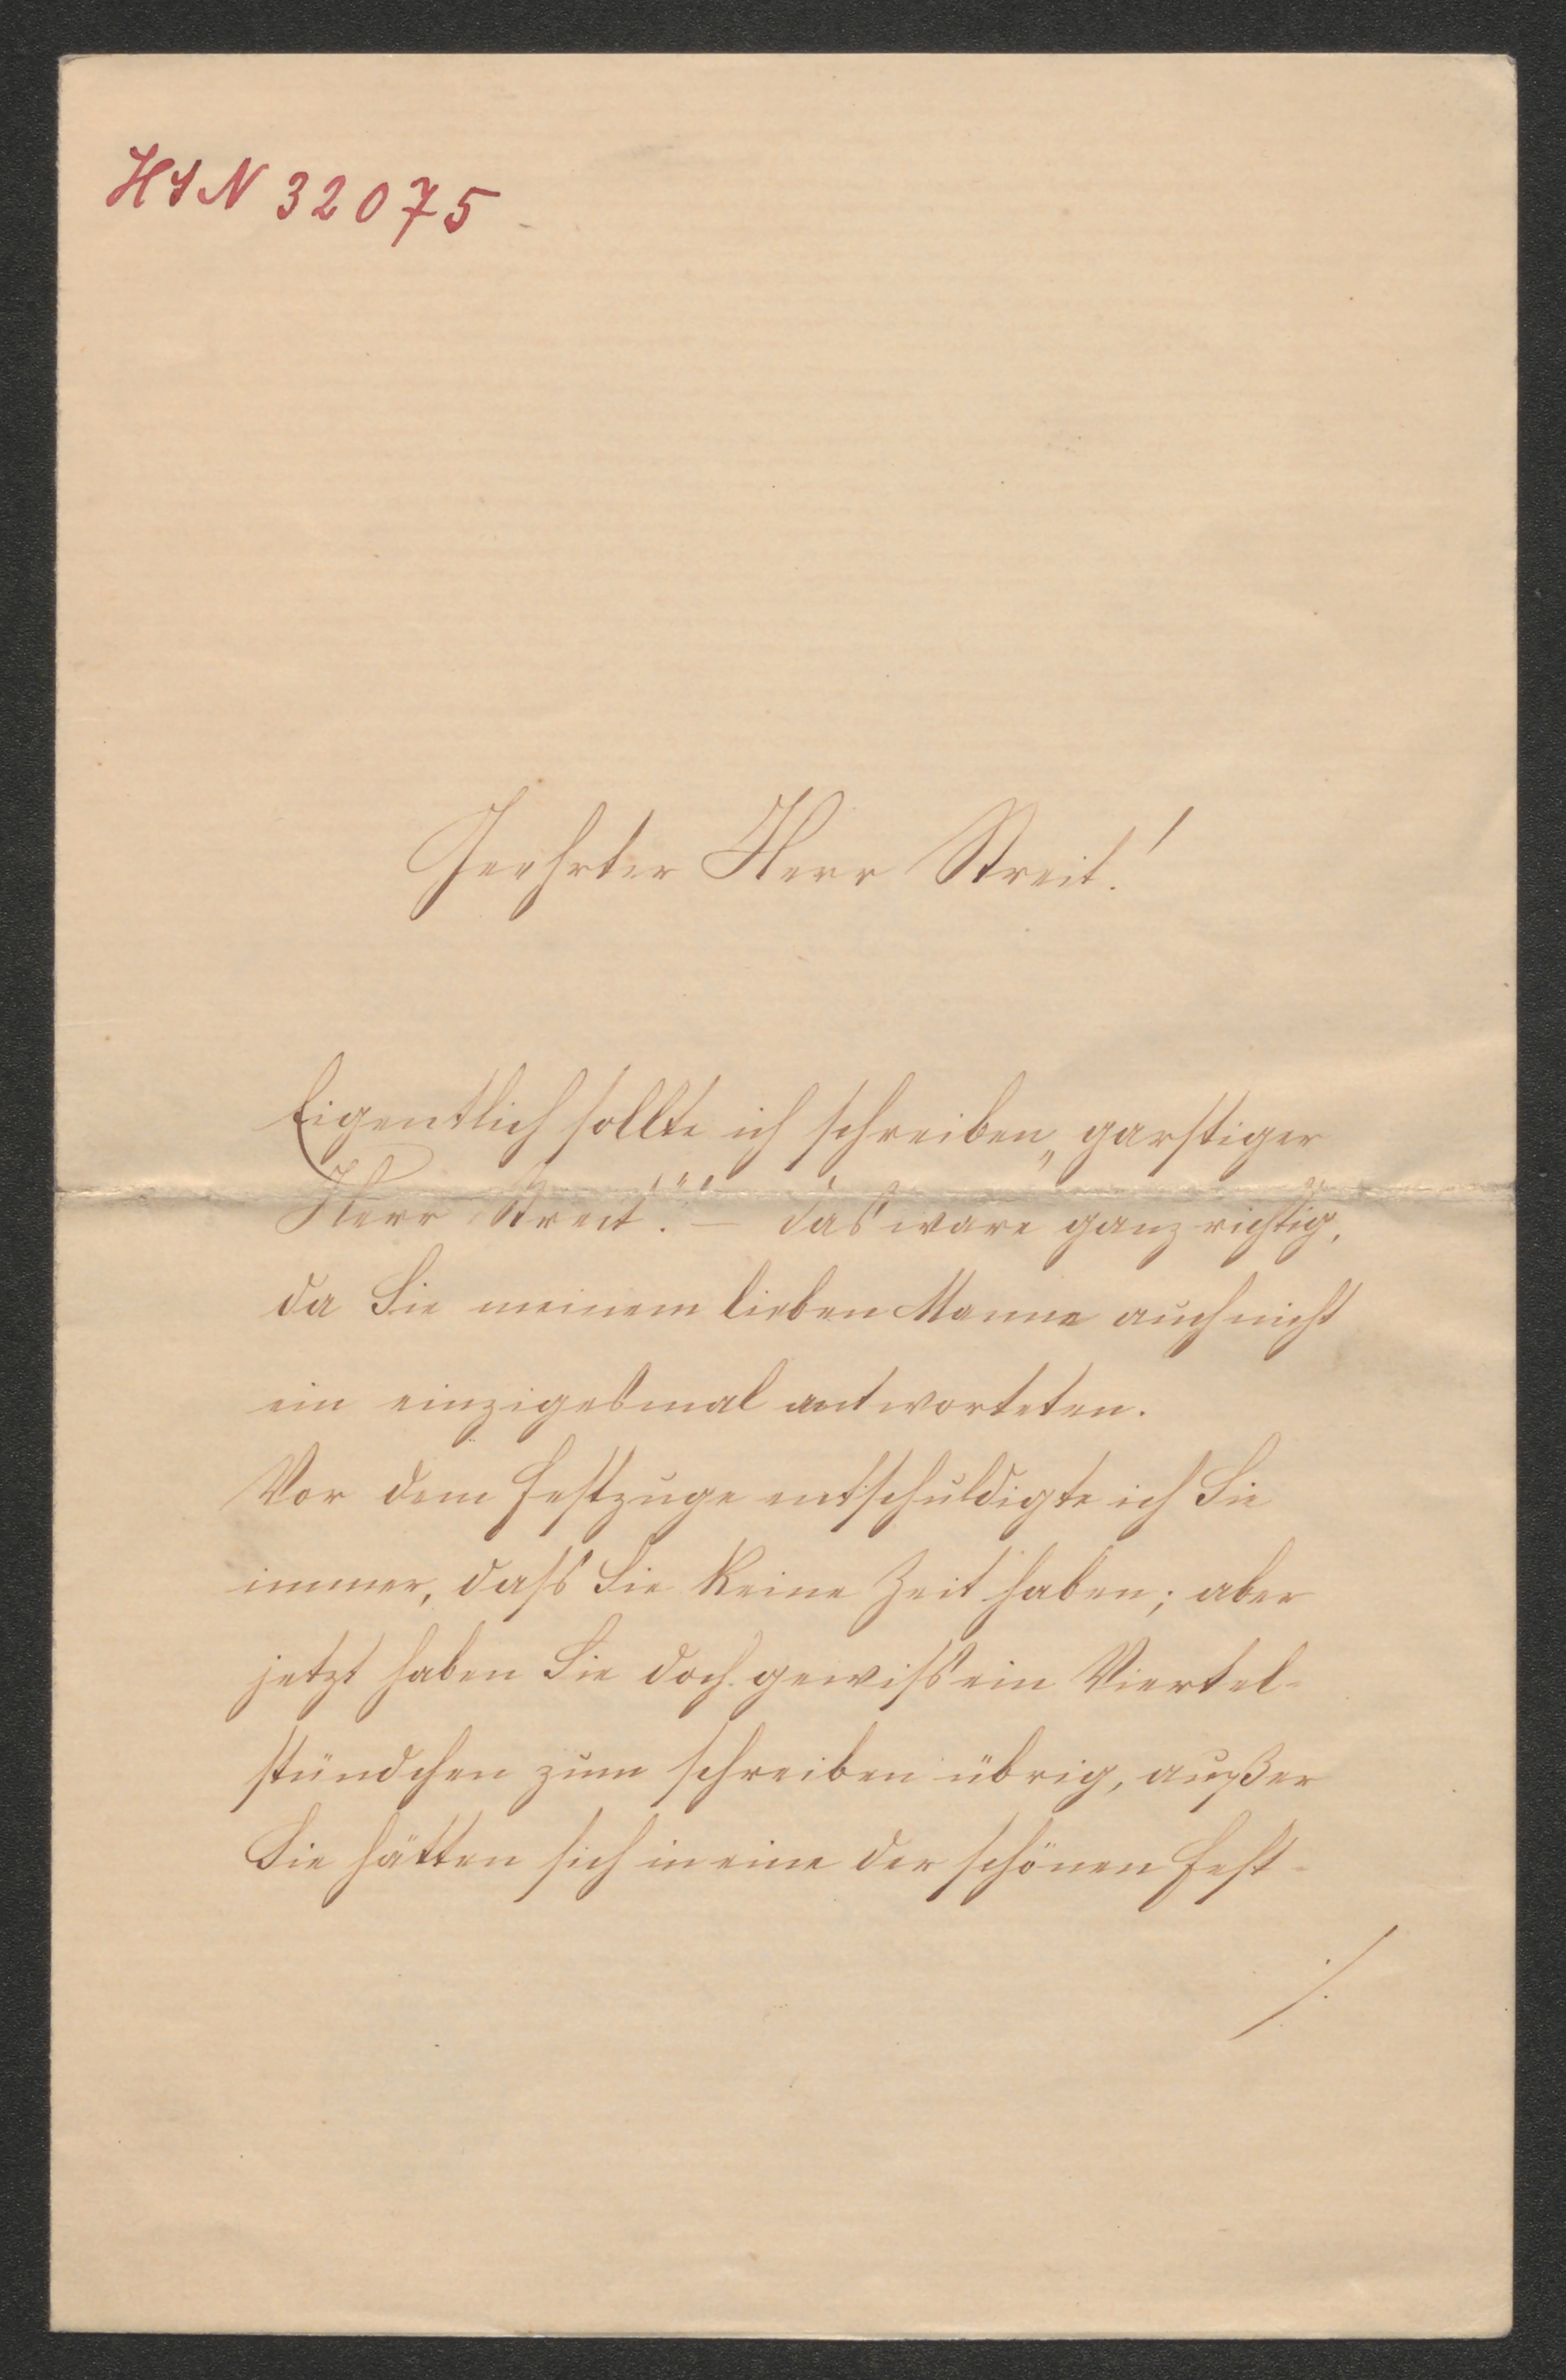 HIN 32075
Geehrter Herr Streit!
Eigentlich sollte ich schreiben „garstiger
Herr Streit!“ — das wäre ganz richtig,
da Sie meinem lieben Manne auch nicht
ein einzigesmal antworteten.
Vor dem Festzuge entschuldigte ich Sie
immer, dass Sie keine Zeit haben; aber
jetzt haben Sie doch gewiss ein Viertel-
stündchen zum schreiben übrig, außer
Sie hätten sich in eine der schönen Fest-
./.